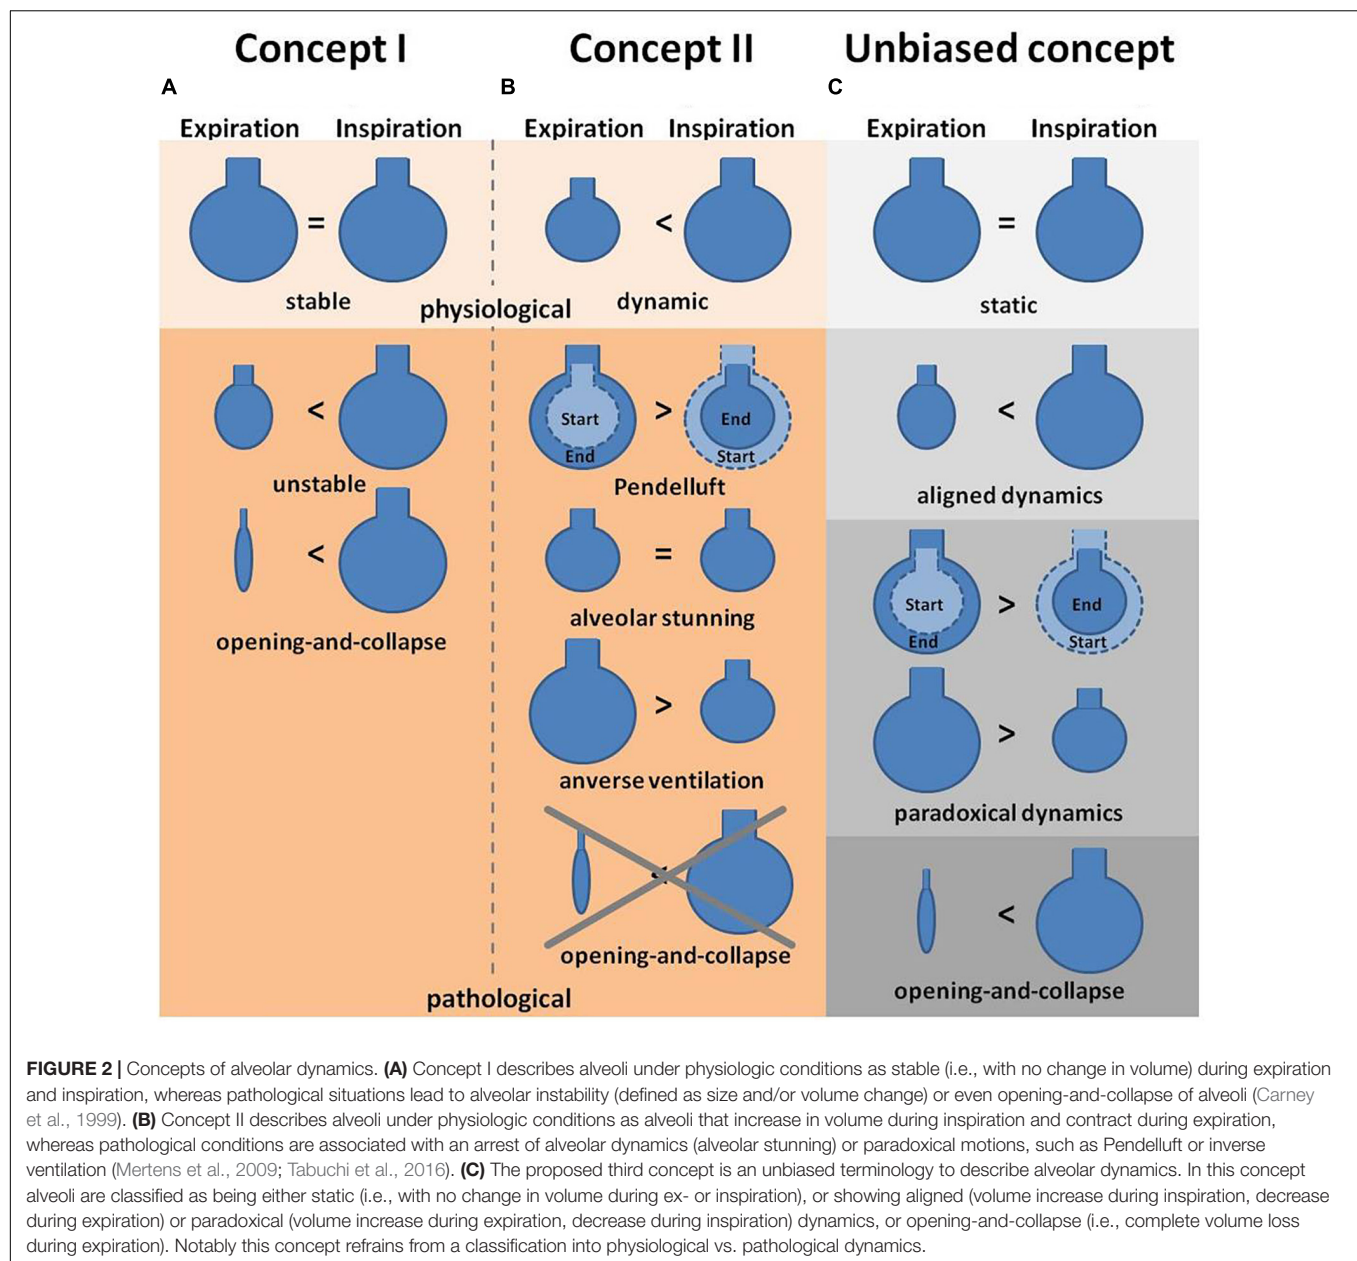 Concept I
Concept II
Unbiased concept
A
B
C
Expiration
Inspiration
Expiration
Inspiration
Expiration
Inspiration
=
<
=
stable
physiological
dynamic
static
<
Start
End
>
End
Start
<
unstable
Pendelluft
aligned dynamics
<
=
Start
End
>
End
Start
opening-and-collapse
alveolar stunning
>
>
anverse ventilation
paradoxical dynamics
<
<
opening-and-collapse
opening-and-collapse
pathological
FIGURE 2 | Concepts of alveolar dynamics. (A) Concept I describes alveoli under physiologic conditions as stable (i.e., with no change in volume) during expiration
and inspiration, whereas pathological situations lead to alveolar instability (defined as size and/or volume change) or even opening-and-collapse of alveoli (Carney
et al., 1999). (B) Concept II describes alveoli under physiologic conditions as alveoli that increase in volume during inspiration and contract during expiration,
whereas pathological conditions are associated with an arrest of alveolar dynamics (alveolar stunning) or paradoxical motions, such as Pendelluft or inverse
ventilation (Mertens et al., 2009; Tabuchi et al., 2016). (C) The proposed third concept is an unbiased terminology to describe alveolar dynamics. In this concept
alveoli are classified as being either static (i.e., with no change in volume during ex- or inspiration), or showing aligned (volume increase during inspiration, decrease
during expiration) or paradoxical (volume increase during expiration, decrease during inspiration) dynamics, or opening-and-collapse (i.e., complete volume loss
during expiration). Notably this concept refrains from a classification into physiological vs. pathological dynamics.